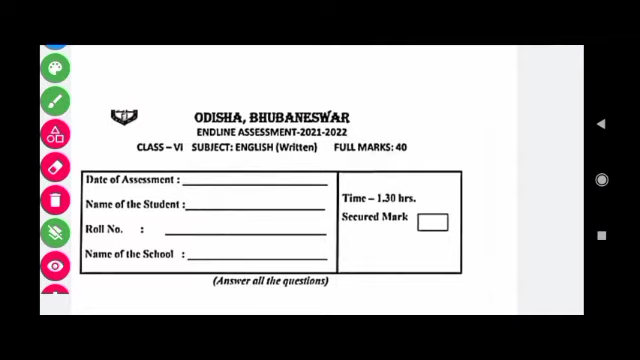 ODISHA, BHUBANESWAR
ENDLINE ASSESSMENT-2021-2022
CLASS – VI SUBJECT: ENGLISH (Written) FULL MARKS: 40
Date of Assessment :
Name of the Student :
Roll No. :
Name of the School :
Time – 1.30 hrs.
Secured Mark
(Answer all the questions)